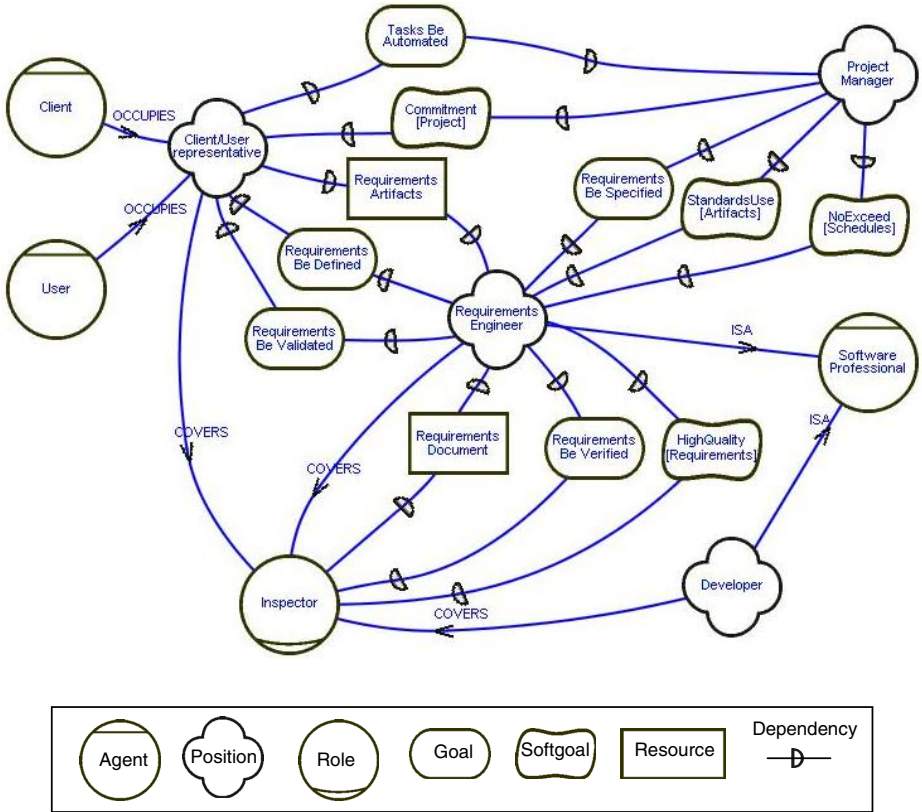 Tasks Be
Automated
Project
Manager
Client
OCCUPIES
Commitment
[Project]
Client/User
representative
Requirements
Artifacts
Requirements
Be Specified
StandardsUse
[Artifacts]
NoExceed
[Schedules]
OCCUPIES
User
Requirements
Be Defined
Requirements
Engineer
Requirements
Be Validated
ISA
Software
Professional
ISA
COVERS
Requirements
Document
Requirements
Be Verified
HighQuality
[Requirements]
COVERS
Inspector
Developer
COVERS
Agent
Position
Role
Goal
Softgoal
Resource
Dependency
D